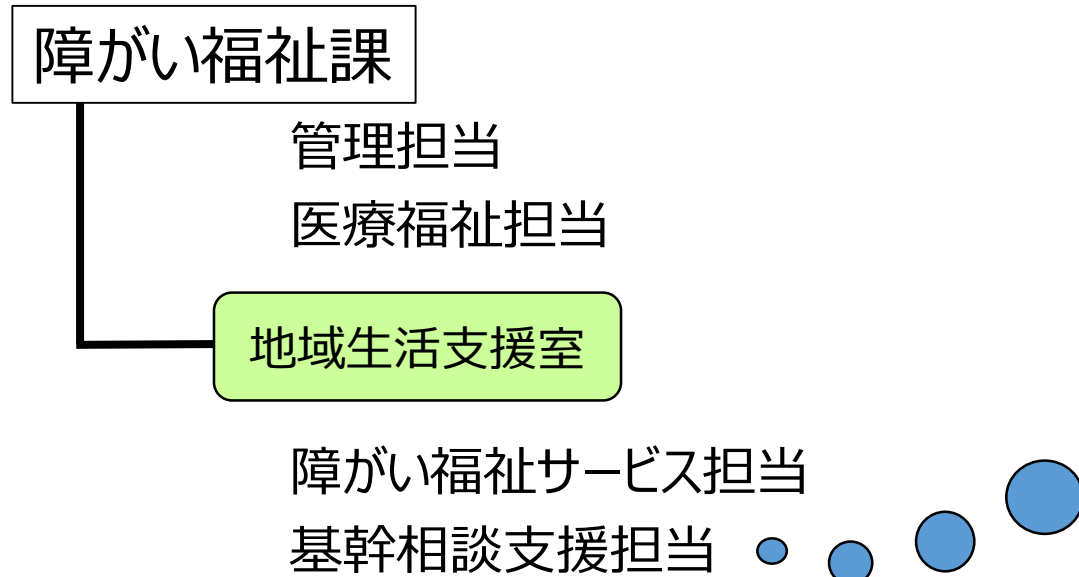 障がい福祉課
管理担当
医療福祉担当
地域生活支援室
障がい福祉サービス担当
基幹相談支援担当